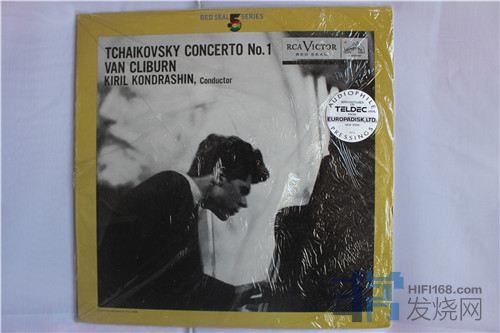 RED SEAL 5 SERIES
TCHAIKOVSKY CONCERTO No. 1
VAN CLIBURN
KIRIL KONDRASHIN, Conductor
RCA VICTOR
RED SEAL
AUDIOPHILE
TELDEC
EUROPADISK, LTD.
PRESSINGS
HIFI168.com
发烧网